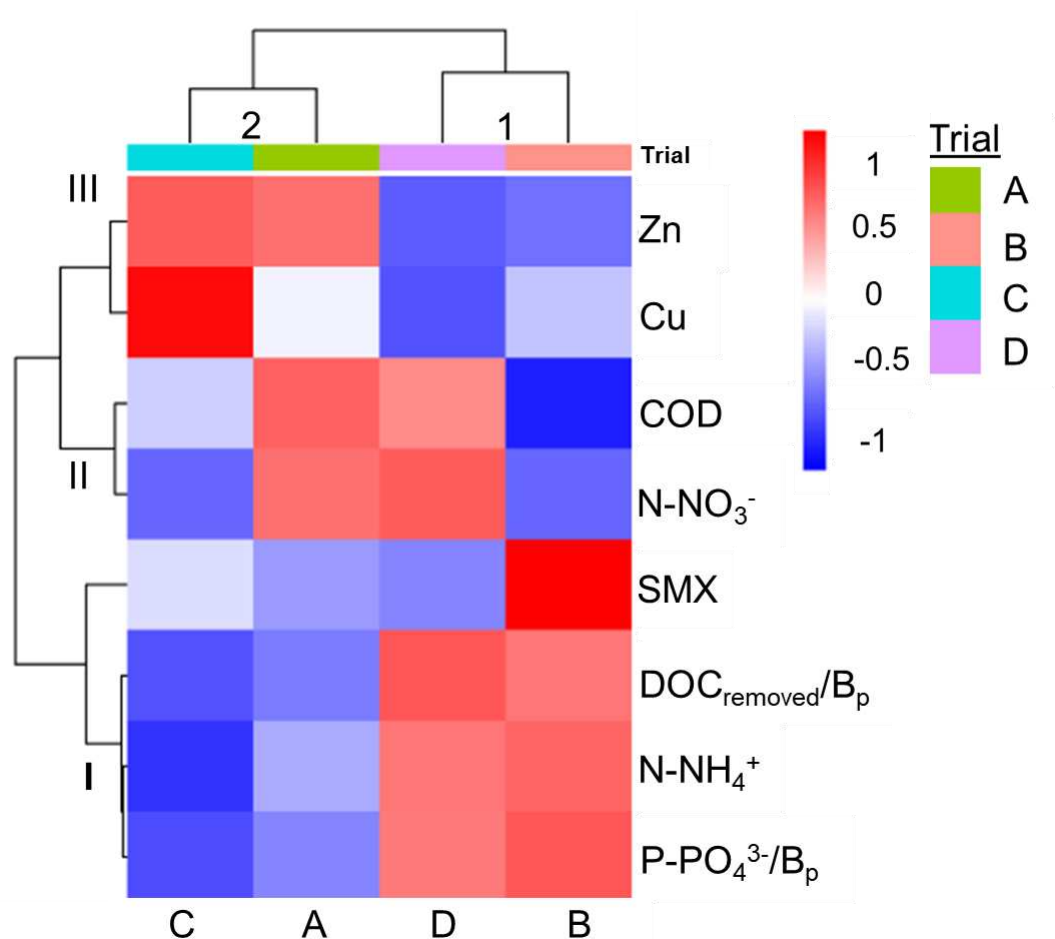 2 1
Trial
III
Zn
Cu
II
COD
N-NO₃⁻
SMX
DOCremoved/Bp
I
N-NH₄⁺
P-PO₄³⁻/Bp
C A D B
1
0.5
0
-0.5
-1
Trial
A
B
C
D